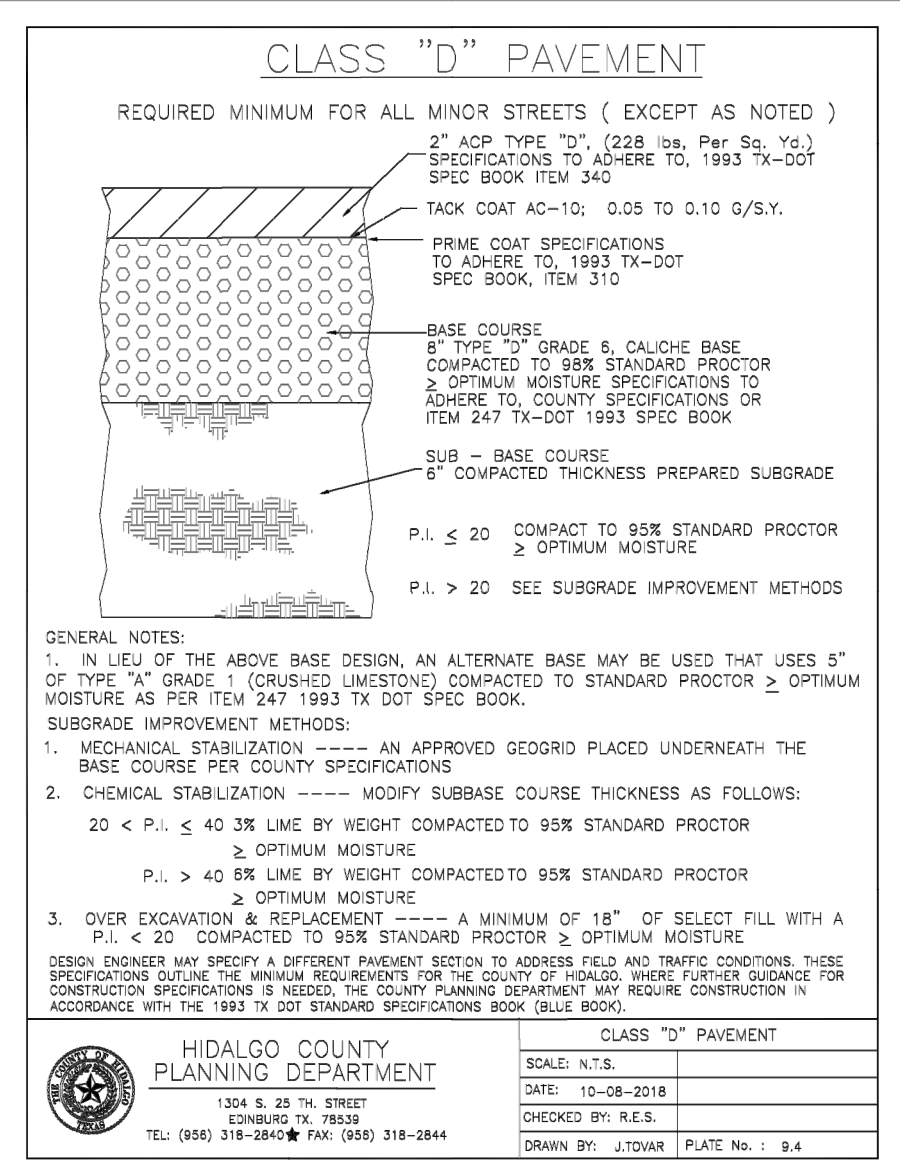 CLASS "D" PAVEMENT
REQUIRED MINIMUM FOR ALL MINOR STREETS ( EXCEPT AS NOTED )
2" ACP TYPE "D", (228 lbs, Per Sq. Yd.)
SPECIFICATIONS TO ADHERE TO, 1993 TX-DOT
SPEC BOOK ITEM 340
TACK COAT AC-10; 0.05 TO 0.10 G/S.Y.
PRIME COAT SPECIFICATIONS
TO ADHERE TO, 1993 TX-DOT
SPEC BOOK, ITEM 310
BASE COURSE
8" TYPE "D" GRADE 6, CALICHE BASE
COMPACTED TO 98% STANDARD PROCTOR
≥ OPTIMUM MOISTURE SPECIFICATIONS TO
ADHERE TO, COUNTY SPECIFICATIONS OR
ITEM 247 TX-DOT 1993 SPEC BOOK
SUB - BASE COURSE
6" COMPACTED THICKNESS PREPARED SUBGRADE
P.I. ≤ 20 COMPACT TO 95% STANDARD PROCTOR
≥ OPTIMUM MOISTURE
P.I. > 20 SEE SUBGRADE IMPROVEMENT METHODS
GENERAL NOTES:
1. IN LIEU OF THE ABOVE BASE DESIGN, AN ALTERNATE BASE MAY BE USED THAT USES 5"
OF TYPE "A" GRADE 1 (CRUSHED LIMESTONE) COMPACTED TO STANDARD PROCTOR ≥ OPTIMUM
MOISTURE AS PER ITEM 247 1993 TX DOT SPEC BOOK.
SUBGRADE IMPROVEMENT METHODS:
1. MECHANICAL STABILIZATION ---- AN APPROVED GEOGRID PLACED UNDERNEATH THE
BASE COURSE PER COUNTY SPECIFICATIONS
2. CHEMICAL STABILIZATION ---- MODIFY SUBBASE COURSE THICKNESS AS FOLLOWS:
20 < P.I. ≤ 40 3% LIME BY WEIGHT COMPACTED TO 95% STANDARD PROCTOR
≥ OPTIMUM MOISTURE
P.I. > 40 6% LIME BY WEIGHT COMPACTED TO 95% STANDARD PROCTOR
≥ OPTIMUM MOISTURE
3. OVER EXCAVATION & REPLACEMENT ---- A MINIMUM OF 18" OF SELECT FILL WITH A
P.I. < 20 COMPACTED TO 95% STANDARD PROCTOR ≥ OPTIMUM MOISTURE
DESIGN ENGINEER MAY SPECIFY A DIFFERENT PAVEMENT SECTION TO ADDRESS FIELD AND TRAFFIC CONDITIONS. THESE
SPECIFICATIONS OUTLINE THE MINIMUM REQUIREMENTS FOR THE COUNTY OF HIDALGO. WHERE FURTHER GUIDANCE FOR
CONSTRUCTION SPECIFICATIONS IS NEEDED, THE COUNTY PLANNING DEPARTMENT MAY REQUIRE CONSTRUCTION IN
ACCORDANCE WITH THE 1993 TX DOT STANDARD SPECIFICATIONS BOOK (BLUE BOOK).
THE COUNTY OF HIDALGO
TEXAS
HIDALGO COUNTY
PLANNING DEPARTMENT
1304 S. 25 TH. STREET
EDINBURG TX. 78539
TEL: (956) 318-2840★ FAX: (956) 318-2844
CLASS "D" PAVEMENT
SCALE: N.T.S.
DATE: 10-08-2018
CHECKED BY: R.E.S.
DRAWN BY: J.TOVAR PLATE No. : 9.4